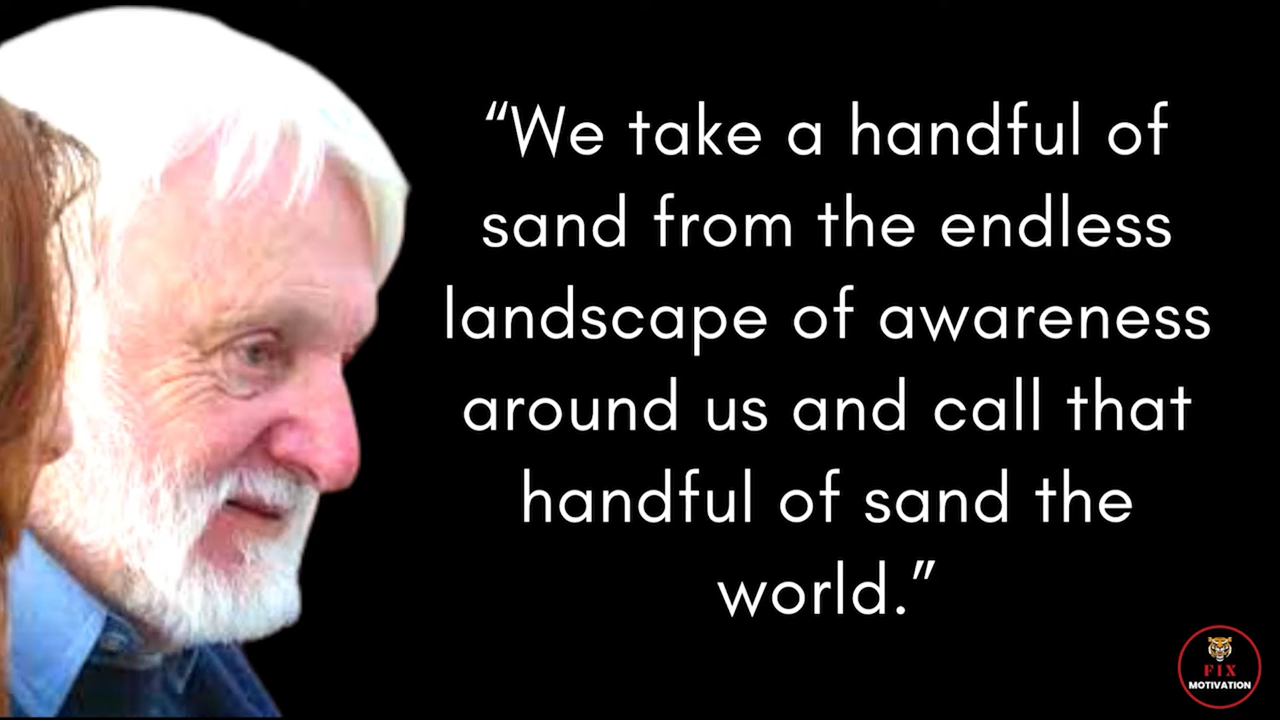 “We take a handful of
sand from the endless
landscape of awareness
around us and call that
handful of sand the
world.”
FIX
MOTIVATION